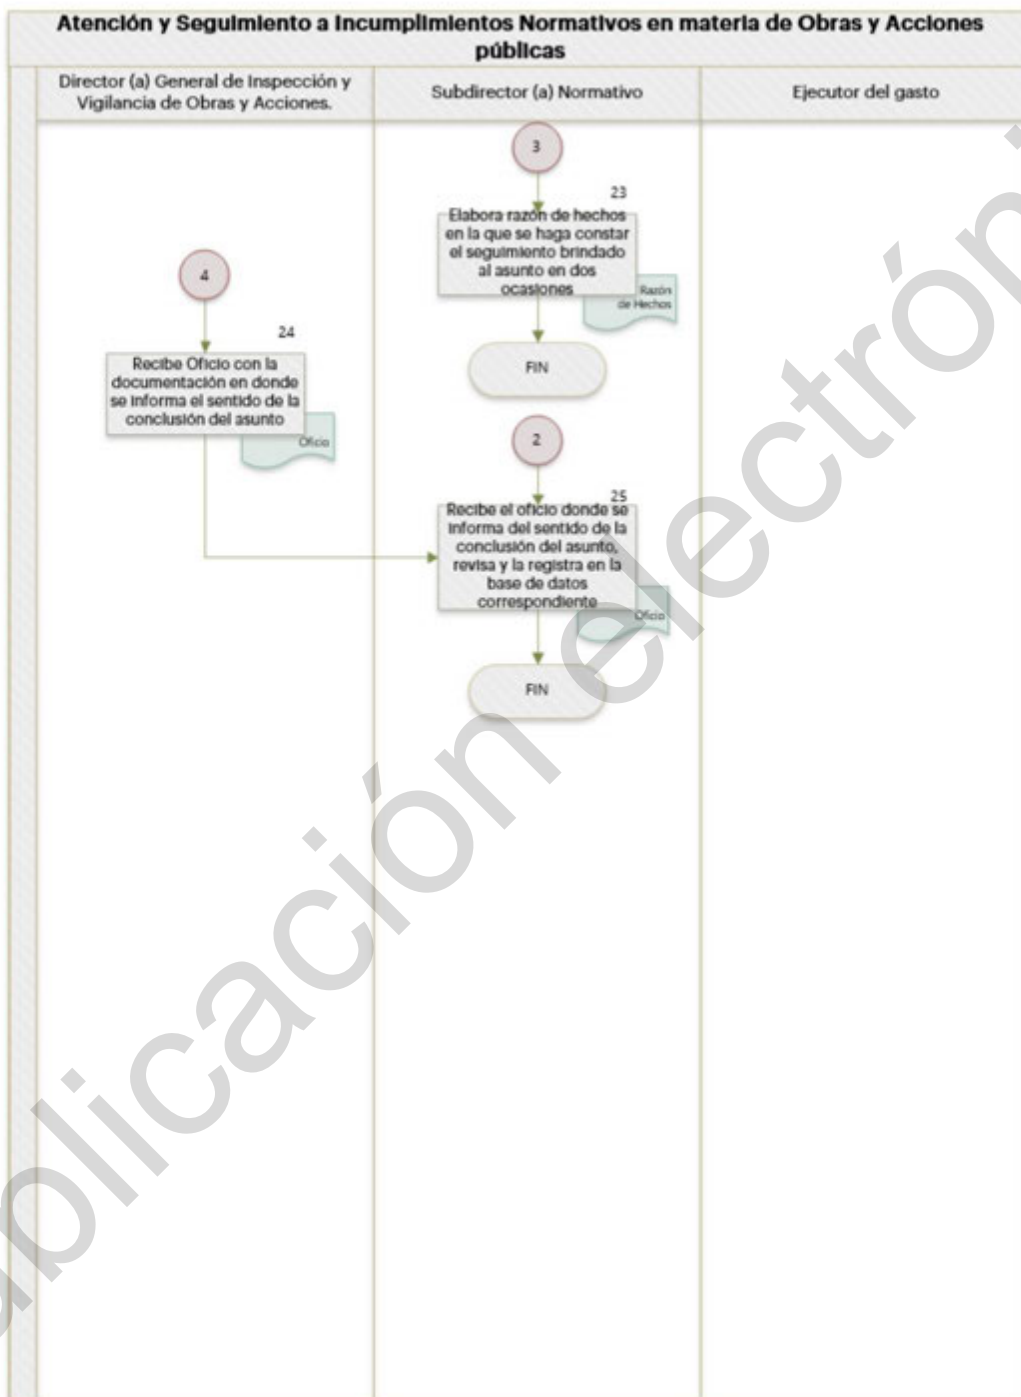 Atención y Seguimiento a Incumplimientos Normativos en materia de Obras y Acciones
públicas
Director (a) General de Inspección y
Vigilancia de Obras y Acciones.
Subdirector (a) Normativo
Ejecutor del gasto
3
23
Elabora razón de hechos
en la que se haga constar
el seguimiento brindado
al asunto en dos
ocasiones
Razón
de Hechos
FIN
4
24
Recibe Oficio con la
documentación en donde
se informa el sentido de la
conclusión del asunto
Oficio
2
25
Recibe el oficio donde se
informa del sentido de la
conclusión del asunto,
revisa y la registra en la
base de datos
correspondiente
Oficio
FIN
ublicación electróni